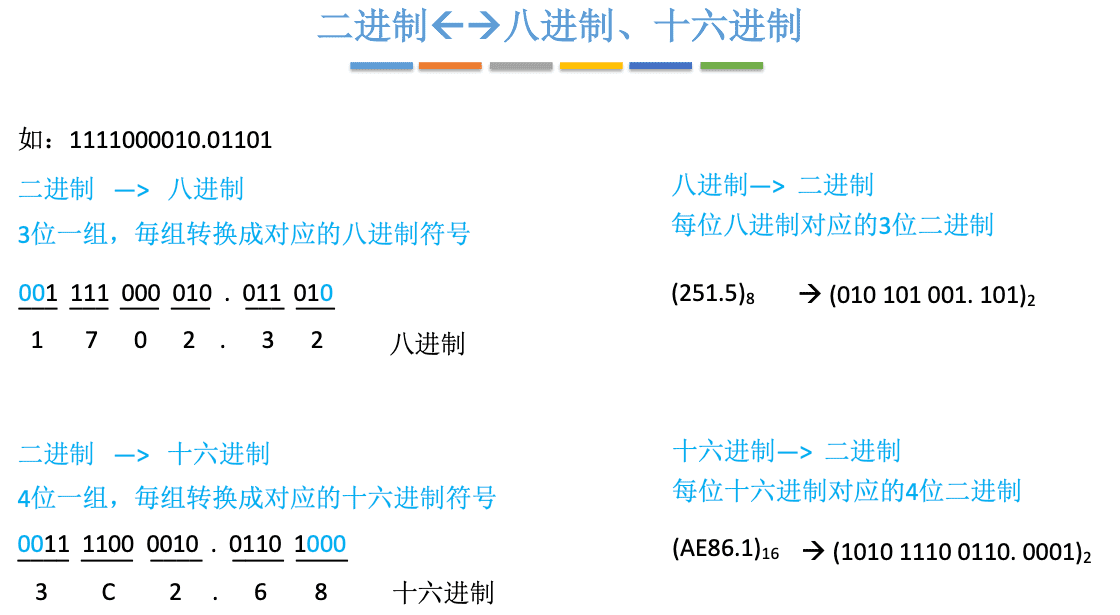 二进制←→八进制、十六进制
如：1111000010.01101
二进制 —> 八进制
3位一组，每组转换成对应的八进制符号
001 111 000 010 . 011 010
1 7 0 2 . 3 2 八进制
八进制—> 二进制
每位八进制对应的3位二进制
(251.5)₈ → (010 101 001. 101)₂
二进制 —> 十六进制
4位一组，每组转换成对应的十六进制符号
0011 1100 0010 . 0110 1000
3 C 2 . 6 8 十六进制
十六进制—> 二进制
每位十六进制对应的4位二进制
(AE86.1)₁₆ → (1010 1110 0110. 0001)₂